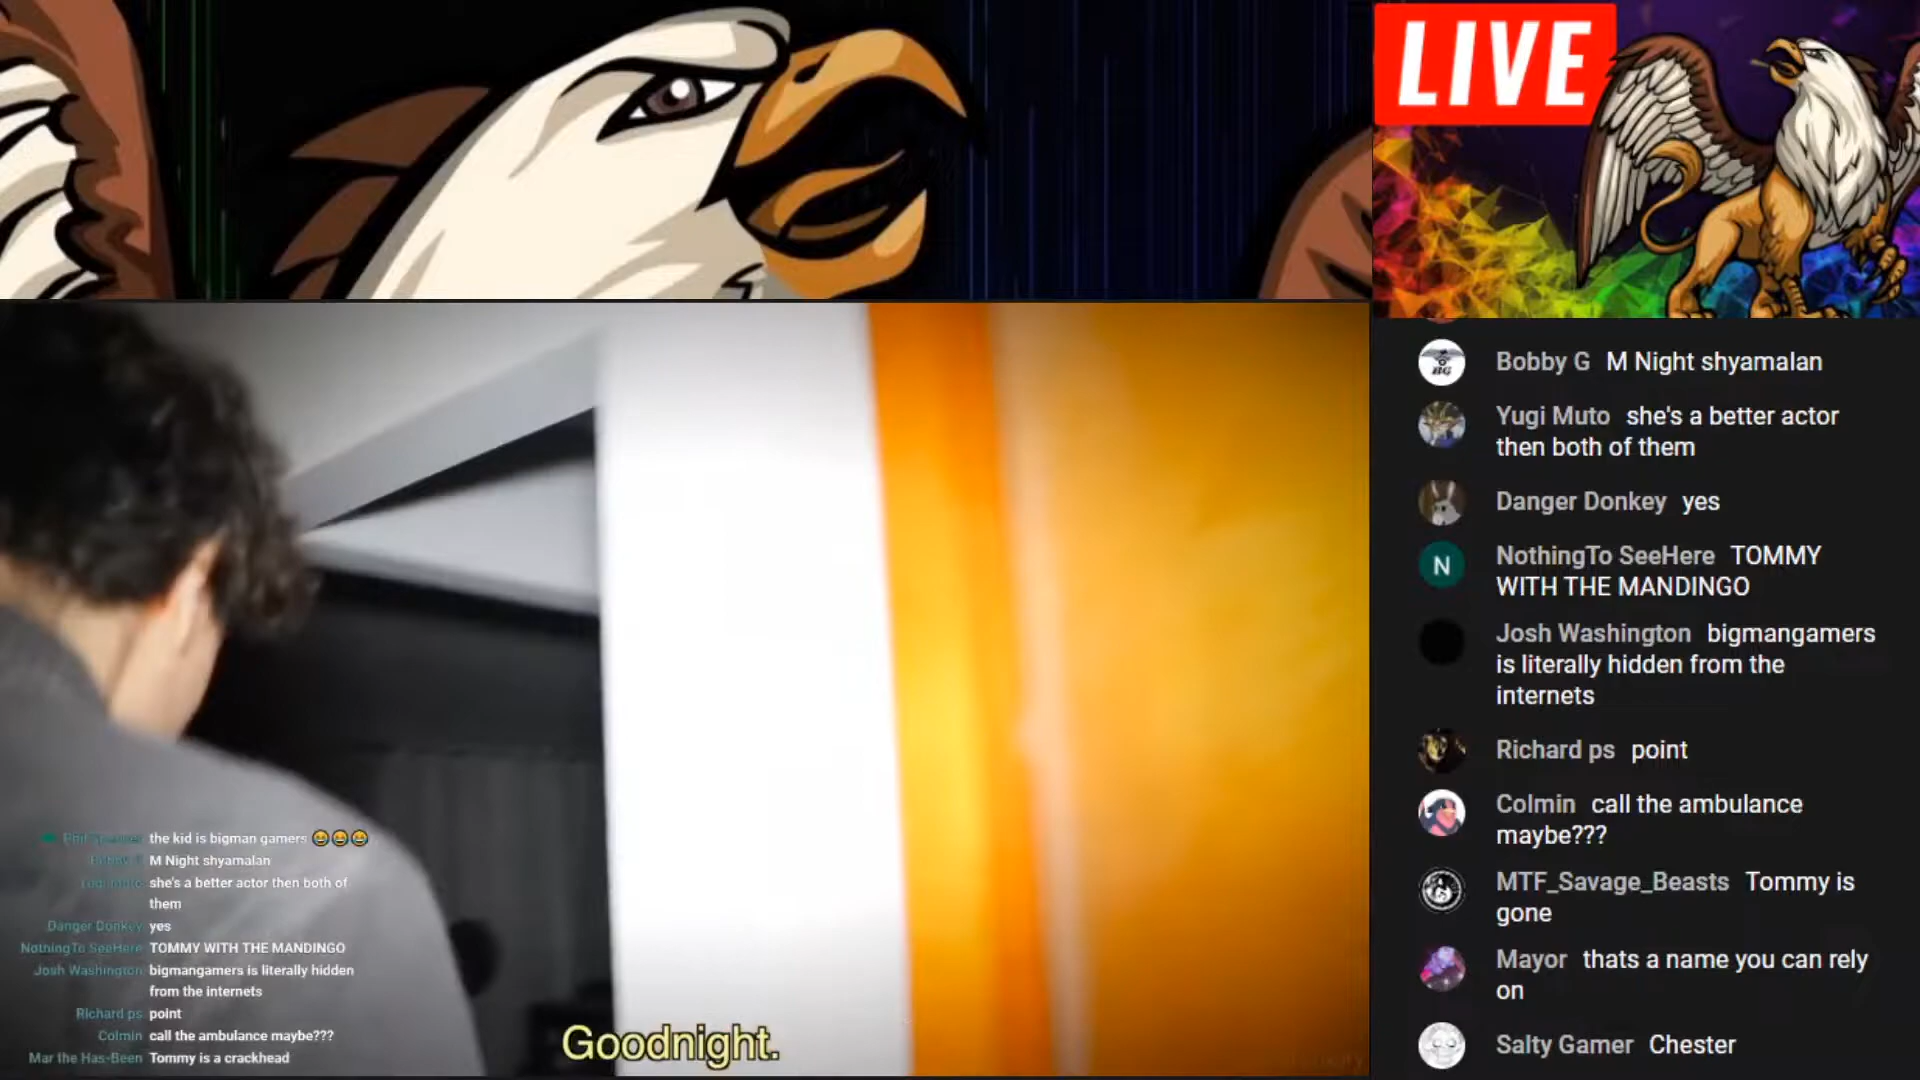 LIVE
Bobby G M Night shyamalan
Yugi Muto she's a better actor
then both of them
Danger Donkey yes
N
NothingTo SeeHere TOMMY
WITH THE MANDINGO
Josh Washington bigmangamers
is literally hidden from the
internets
Richard ps point
Colmin call the ambulance
maybe???
MTF_Savage_Beasts Tommy is
gone
Mayor thats a name you can rely
on
Salty Gamer Chester
the kid is bigman gamers 😆😆😆
M Night shyamalan
she's a better actor then both of
them
Danger Donkey yes
NothingTo SeeHere TOMMY WITH THE MANDINGO
Josh Washington bigmangamers is literally hidden
from the internets
Richard ps point
Colmin call the ambulance maybe???
Mar the Has-Been Tommy is a crackhead
Goodnight.